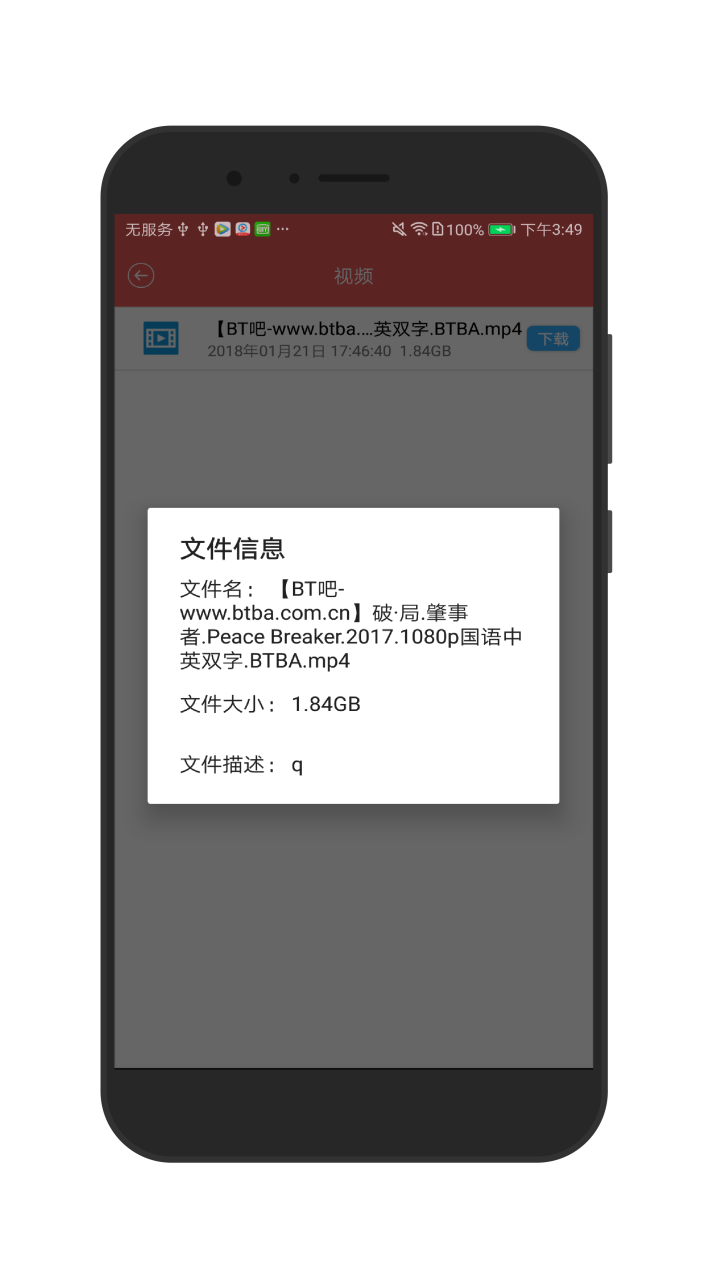 无服务 100% 下午3:49
视频
【BT吧-www.btba....英双字.BTBA.mp4
2018年01月21日 17:46:40 1.84GB
下载
文件信息
文件名： 【BT吧-
www.btba.com.cn】破·局.肇事
者.Peace Breaker.2017.1080p国语中
英双字.BTBA.mp4
文件大小： 1.84GB
文件描述： q